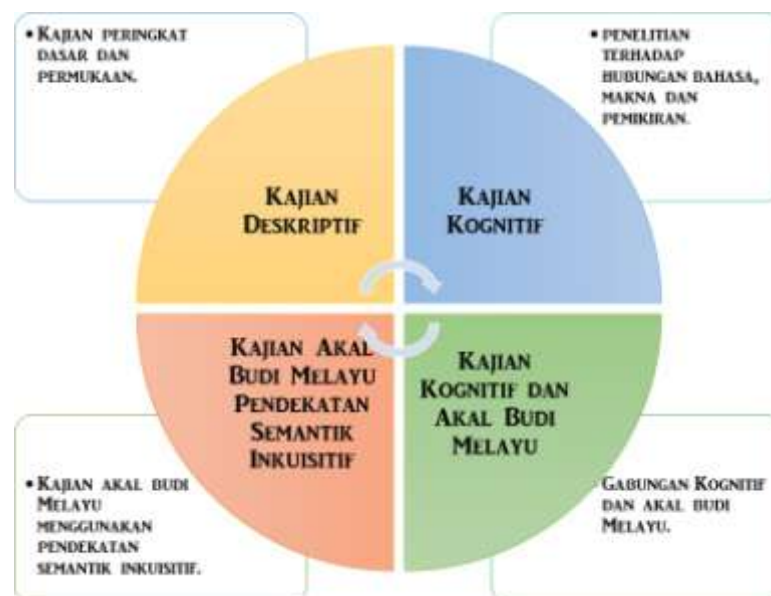 • KAJIAN PERINGKAT
DASAR DAN
PERMUKAAN.
• PENELITIAN
TERHADAP
HUBUNGAN BAHASA,
MAKNA DAN
PEMIKIRAN.
KAJIAN
DESKRIPTIF
KAJIAN
KOGNITIF
KAJIAN AKAL
BUDI MELAYU
PENDEKATAN
SEMANTIK
INKUISITIF
KAJIAN
KOGNITIF DAN
AKAL BUDI
MELAYU
• KAJIAN AKAL BUDI
MELAYU
MENGGUNAKAN
PENDEKATAN
SEMANTIK INKUISITIF.
• GABUNGAN KOGNITIF
DAN AKAL BUDI
MELAYU.